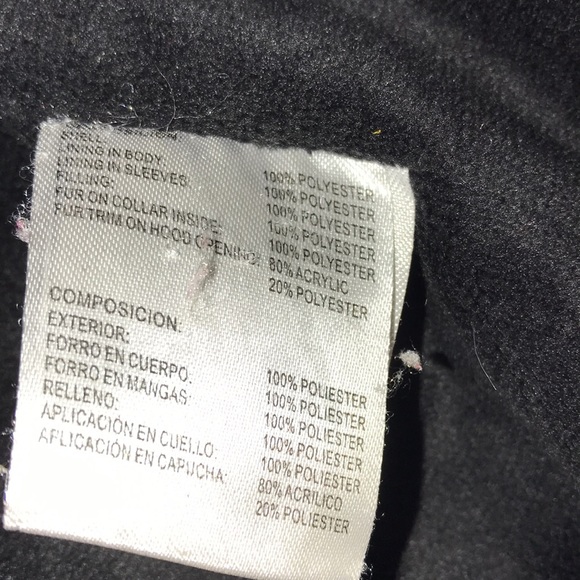 LINING IN BODY 100% POLYESTER
LINING IN SLEEVES: 100% POLYESTER
FILLING: 100% POLYESTER
FUR ON COLLAR INSIDE: 100% POLYESTER
FUR TRIM ON HOOD OPENING: 100% POLYESTER
80% ACRYLIC
20% POLYESTER
COMPOSICION:
EXTERIOR: 100% POLIESTER
FORRO EN CUERPO: 100% POLIESTER
FORRO EN MANGAS: 100% POLIESTER
RELLENO: 100% POLIESTER
APLICACIÓN EN CUELLO: 100% POLIESTER
APLICACIÓN EN CAPUCHA: 80% ACRILICO
20% POLIESTER